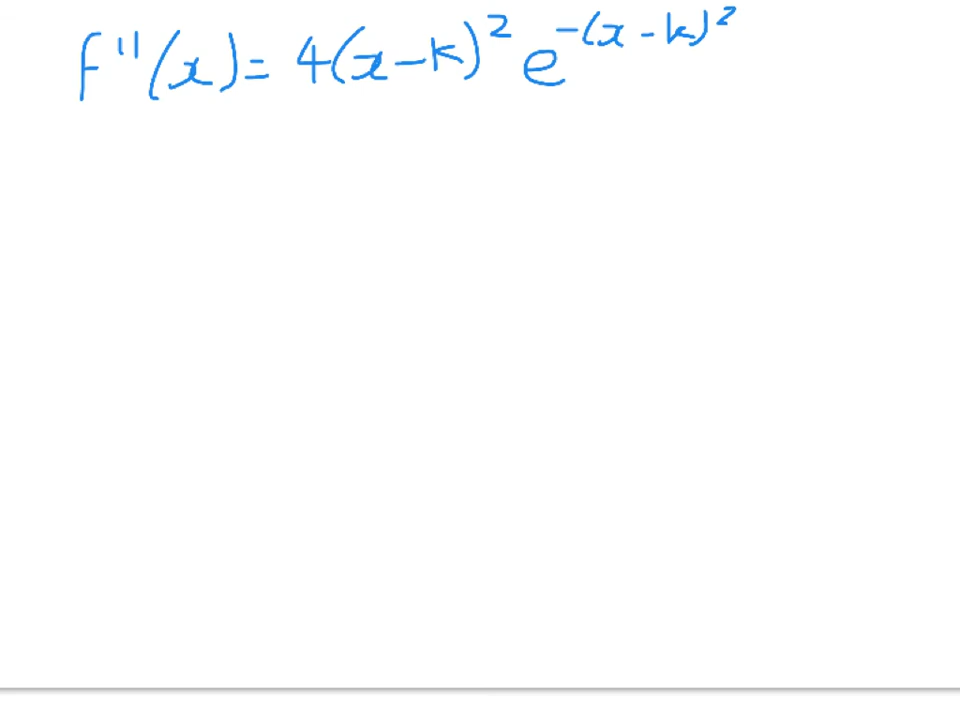 f''(x) = 4(x-k)² e^{-(x-k)²}